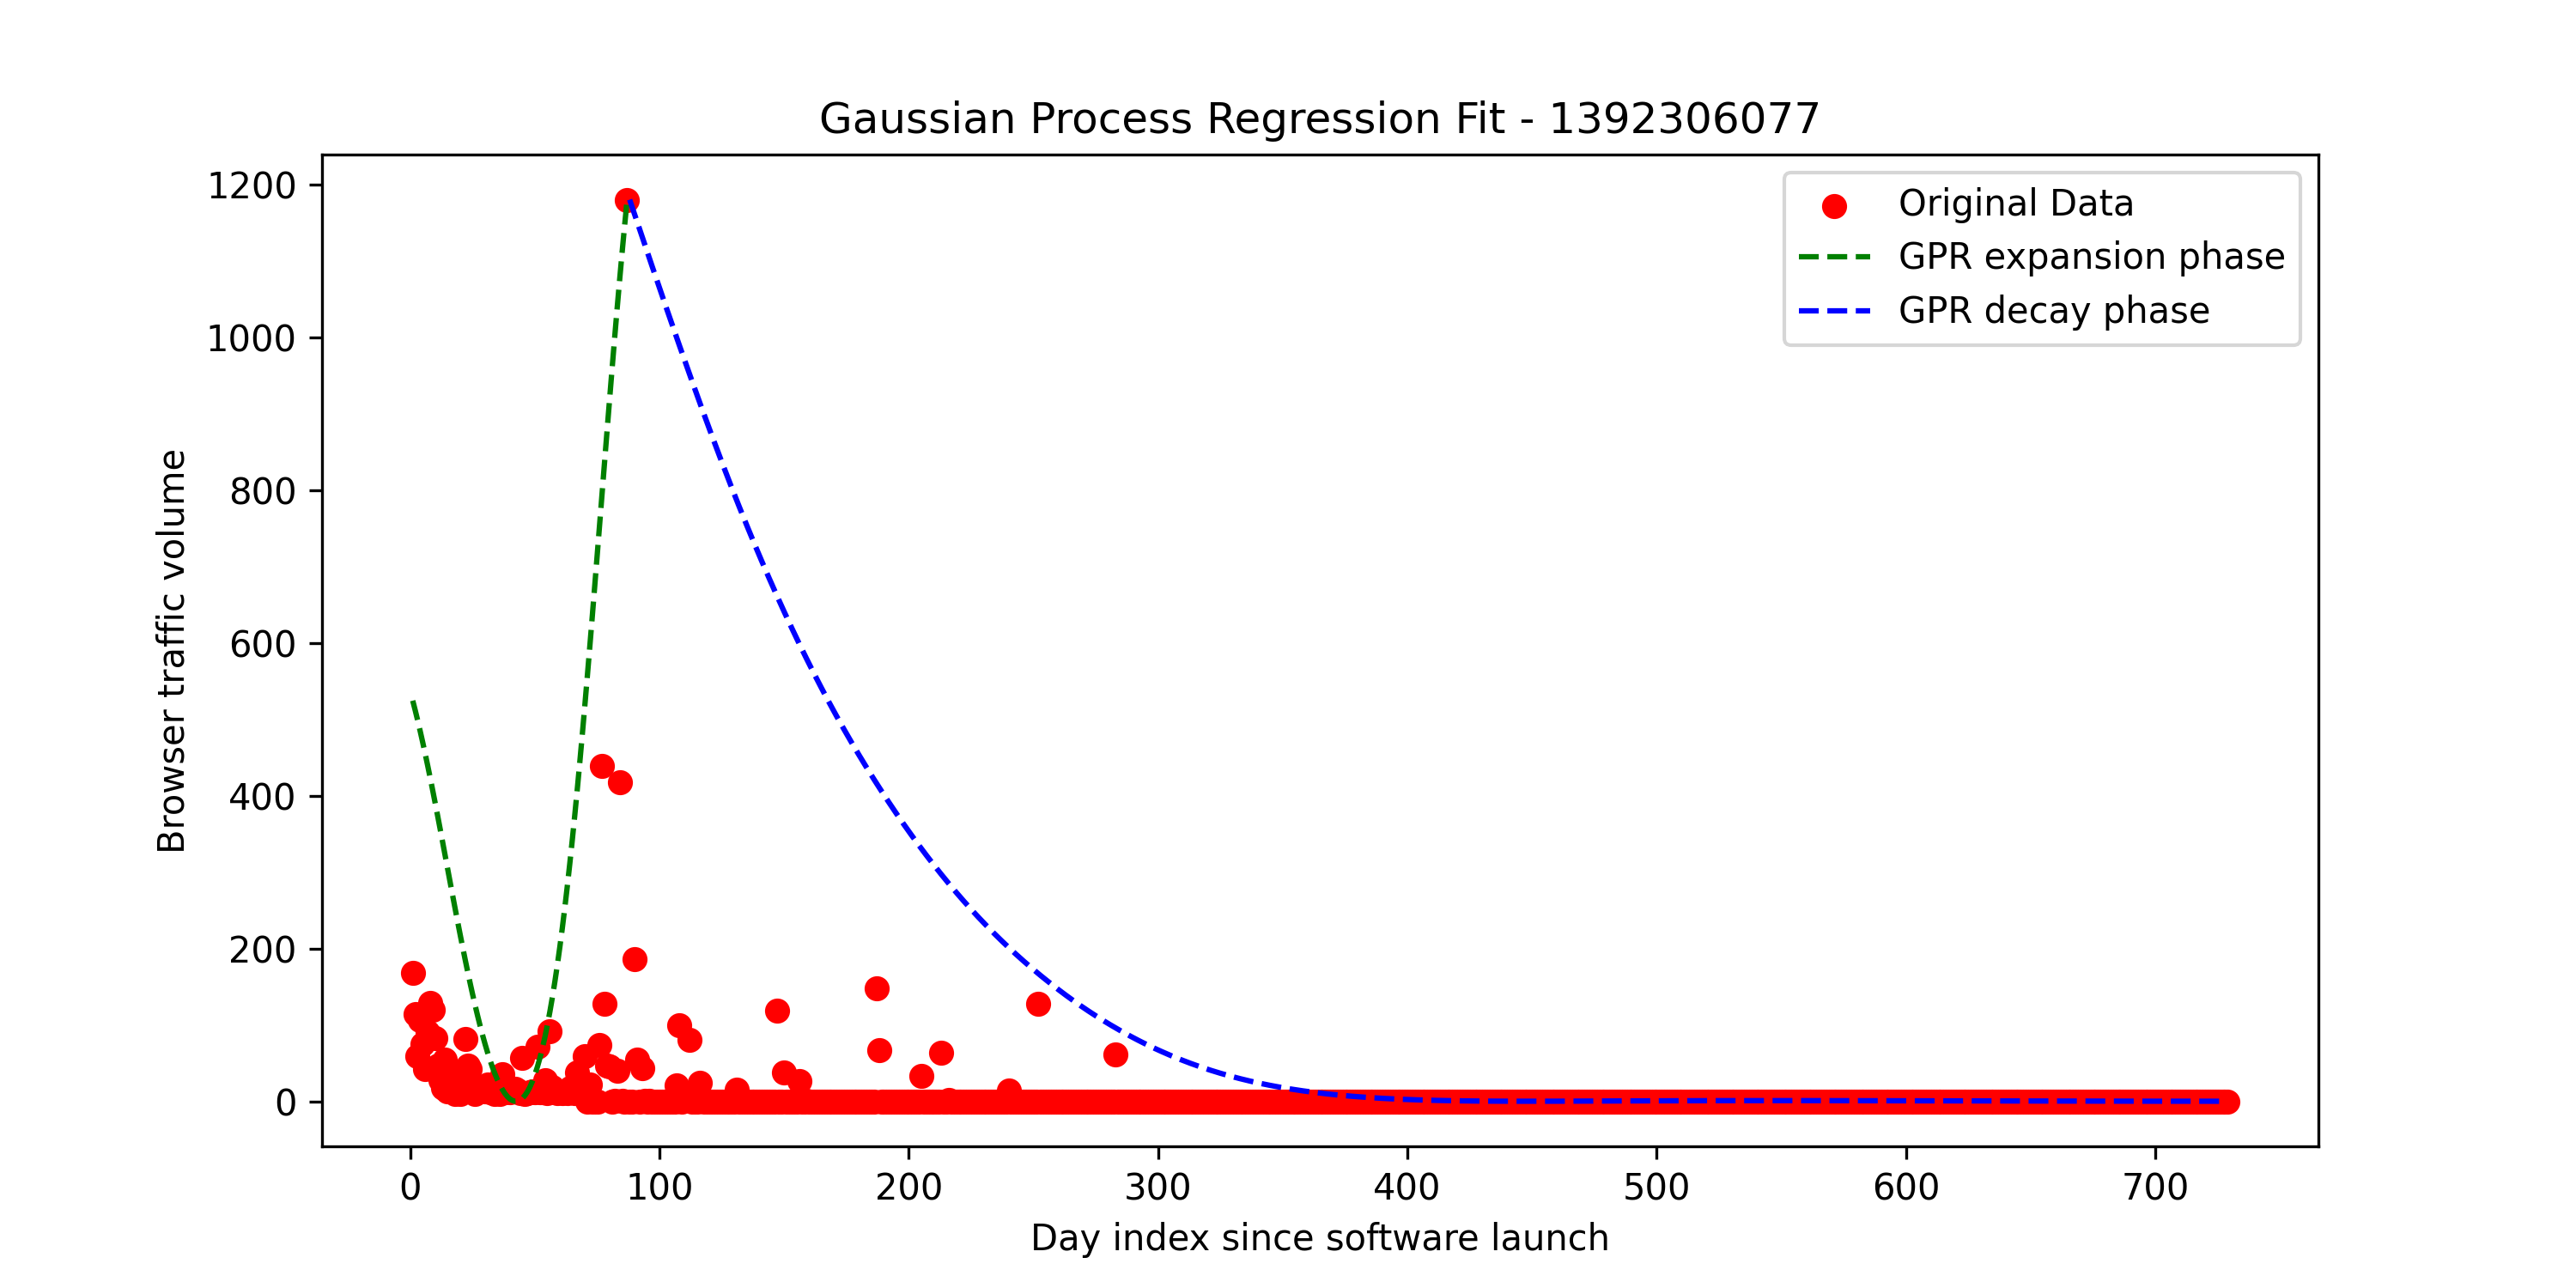 Gaussian Process Regression Fit - 1392306077
Original Data
GPR expansion phase
GPR decay phase
Browser traffic volume
1200
1000
800
600
400
200
0
0 100 200 300 400 500 600 700
Day index since software launch